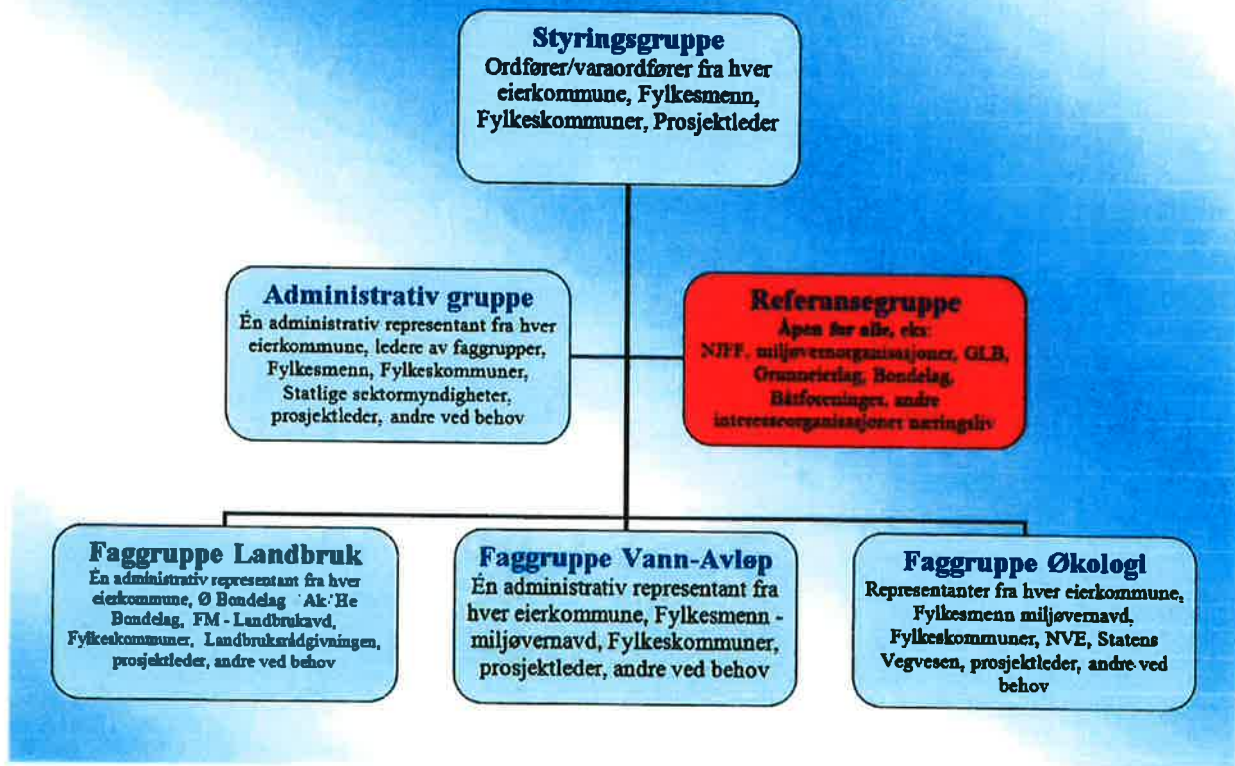 Styringsgruppe
Ordfører/varaordfører fra hver
eierkommune, Fylkesmenn,
Fylkeskommuner, Prosjektleder
Administrativ gruppe
Én administrativ representant fra hver
eierkommune, ledere av faggrupper,
Fylkesmenn, Fylkeskommuner,
Statlige sektormyndigheter,
prosjektleder, andre ved behov
Referansegruppe
Åpen for alle, eks:
NJFF, miljøvernorganisasjoner, GLB,
Grunneierlag, Bondelag,
Båtforeninger, andre
interesseorganisasjoner næringsliv
Faggruppe Landbruk
Én administrativ representant fra hver
eierkommune, Ø Bondelag Ak/He
Bondelag, FM - Landbrukavd,
Fylkeskommuner, Landbruksrådgivningen,
prosjektleder, andre ved behov
Faggruppe Vann-Avløp
Én administrativ representant fra
hver eierkommune, Fylkesmenn -
miljøvernavd, Fylkeskommuner,
prosjektleder, andre ved behov
Faggruppe Økologi
Representanter fra hver eierkommune,
Fylkesmenn miljøvernavd,
Fylkeskommuner, NVE, Statens
Vegvesen, prosjektleder, andre ved
behov